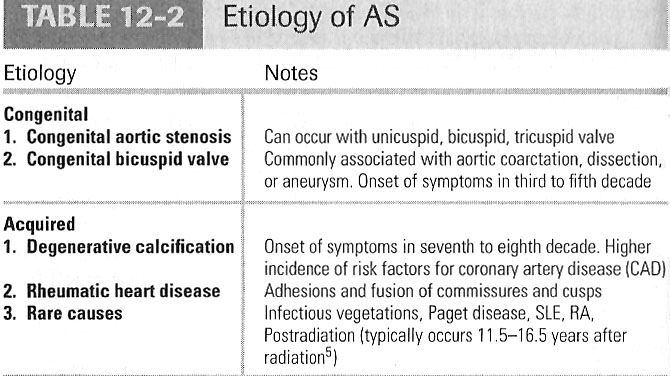 TABLE 12-2 Etiology of AS
Etiology Notes
Congenital
1. Congenital aortic stenosis Can occur with unicuspid, bicuspid, tricuspid valve
2. Congenital bicuspid valve Commonly associated with aortic coarctation, dissection,
or aneurysm. Onset of symptoms in third to fifth decade
Acquired
1. Degenerative calcification Onset of symptoms in seventh to eighth decade. Higher
incidence of risk factors for coronary artery disease (CAD)
2. Rheumatic heart disease Adhesions and fusion of commissures and cusps
3. Rare causes Infectious vegetations, Paget disease, SLE, RA,
Postradiation (typically occurs 11.5–16.5 years after
radiation⁵)